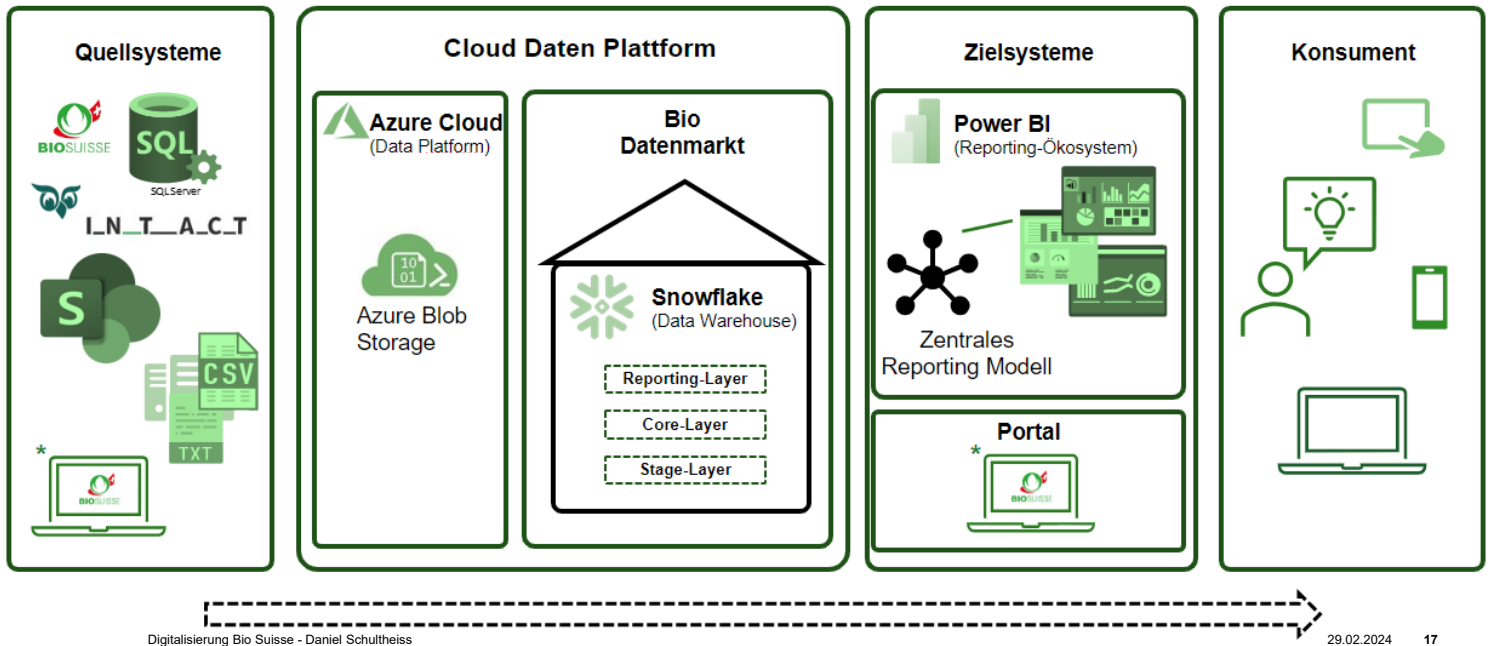 Quellsysteme
BIOSUISSE
SQL
SQLServer
I_N_T_A_C_T
S
CSV
TXT
*
BIOSUISSE
Cloud Daten Plattform
Azure Cloud
(Data Platform)
10
01
Azure Blob
Storage
Bio
Datenmarkt
Snowflake
(Data Warehouse)
Reporting-Layer
Core-Layer
Stage-Layer
Zielsysteme
Power BI
(Reporting-Ökosystem)
Zentrales
Reporting Modell
Portal
*
BIOSUISSE
Konsument
Digitalisierung Bio Suisse - Daniel Schultheiss
29.02.2024 17